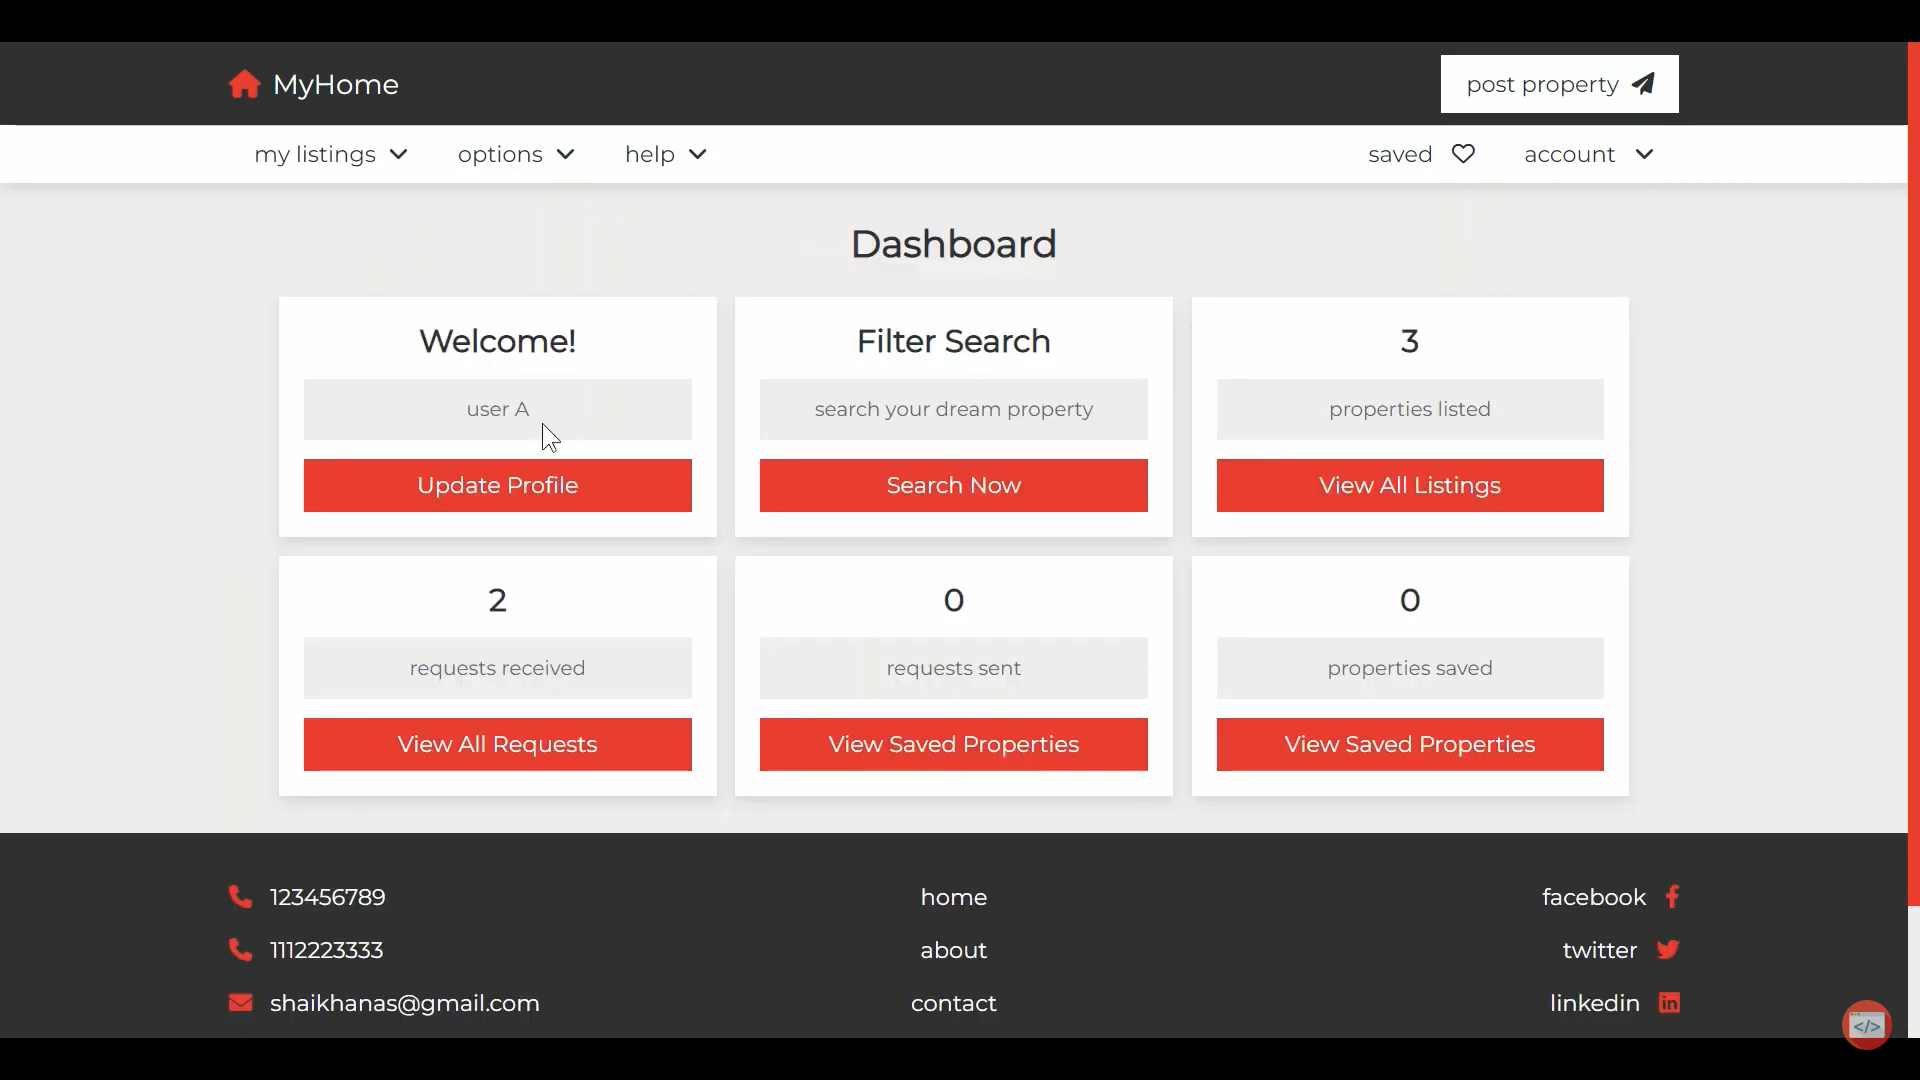 MyHome
post property
my listings
options
help
saved
account
Dashboard
Welcome!
user A
Update Profile
Filter Search
search your dream property
Search Now
3
properties listed
View All Listings
2
requests received
View All Requests
0
requests sent
View Saved Properties
0
properties saved
View Saved Properties
123456789
1112223333
shaikhanas@gmail.com
home
about
contact
facebook
twitter
linkedin